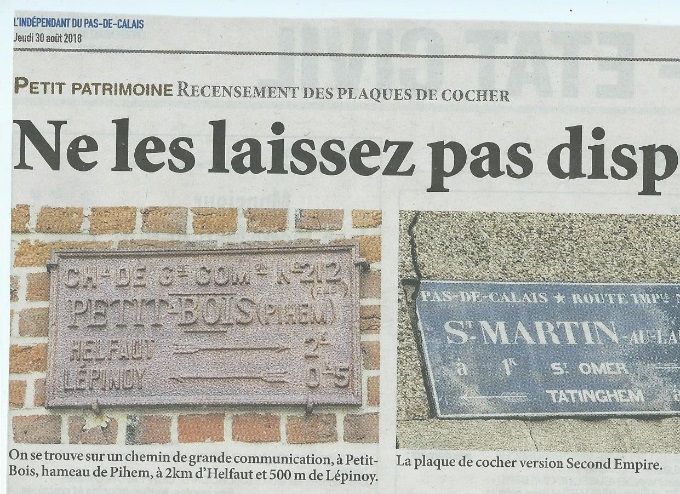 L'INDÉPENDANT DU PAS-DE-CALAIS
Jeudi 30 août 2018
PETIT PATRIMOINE RECENSEMENT DES PLAQUES DE COCHER
Ne les laissez pas disp
CHⁿ DE Gᵈᵉ COMⁿ Nº 212
PETIT-BOIS (PIHEM)
HELFAUT 2ᵏ
LÉPINOY 0ᵏ5
On se trouve sur un chemin de grande communication, à Petit-
Bois, hameau de Pihem, à 2km d'Helfaut et 500 m de Lépinoy.
PAS-DE-CALAIS ★ ROUTE IMPˡᵉ
Sᵗ-MARTIN-AU-LA
à 1ᵏ Sᵗ OMER
TATINGHEM
La plaque de cocher version Second Empire.